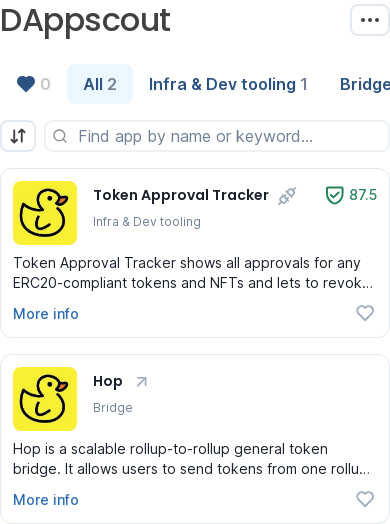 DAppscout
0
All 2
Infra & Dev tooling 1
Bridge
Find app by name or keyword...
Token Approval Tracker
87.5
Infra & Dev tooling
Token Approval Tracker shows all approvals for any
ERC20-compliant tokens and NFTs and lets to revok...
More info
Hop
Bridge
Hop is a scalable rollup-to-rollup general token
bridge. It allows users to send tokens from one rollu...
More info